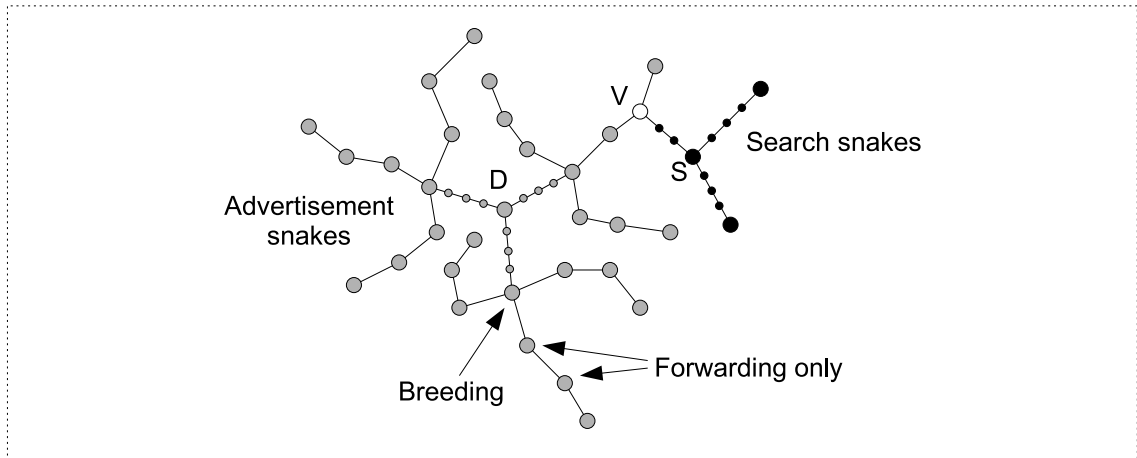 V
Search snakes
S
D
Advertisement
snakes
Breeding
Forwarding only